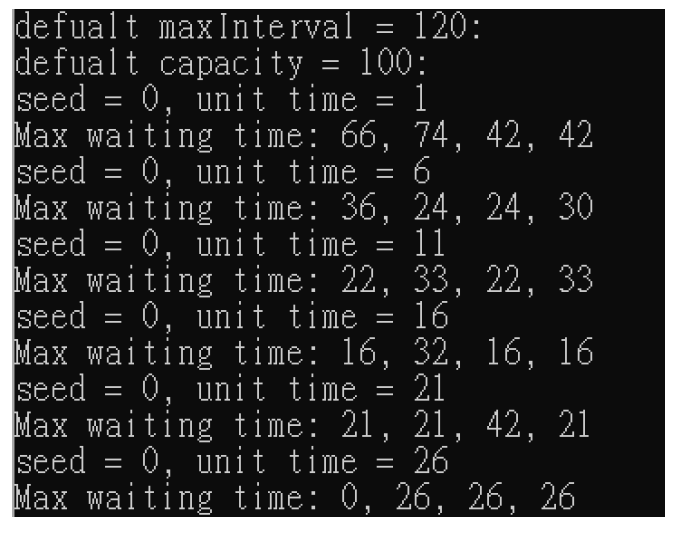 defualt maxInterval = 120:
defualt capacity = 100:
seed = 0, unit time = 1
Max waiting time: 66, 74, 42, 42
seed = 0, unit time = 6
Max waiting time: 36, 24, 24, 30
seed = 0, unit time = 11
Max waiting time: 22, 33, 22, 33
seed = 0, unit time = 16
Max waiting time: 16, 32, 16, 16
seed = 0, unit time = 21
Max waiting time: 21, 21, 42, 21
seed = 0, unit time = 26
Max waiting time: 0, 26, 26, 26